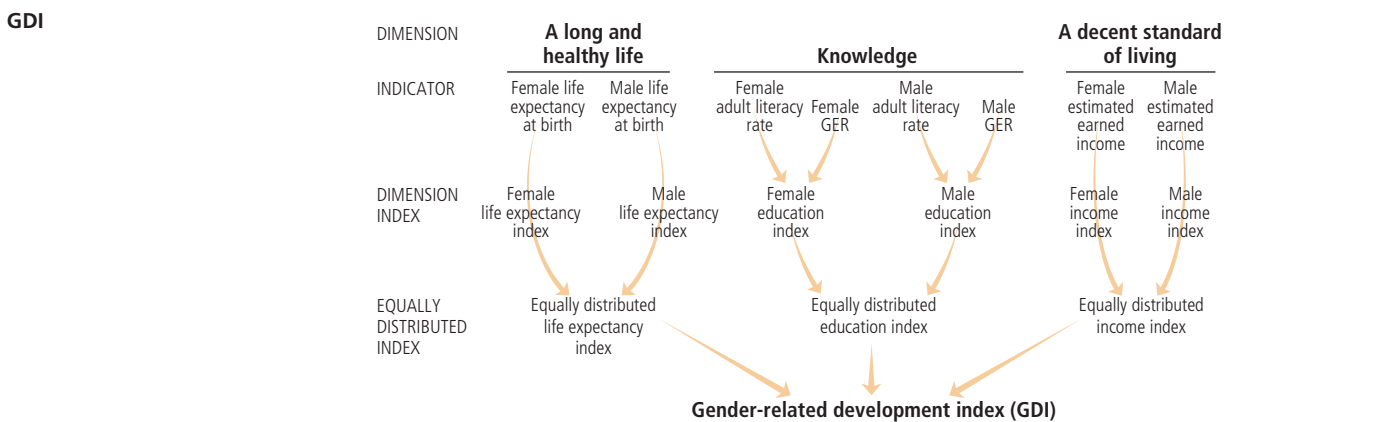 GDI
DIMENSION
A long and
healthy life
Knowledge
A decent standard
of living
INDICATOR
Female life
expectancy
at birth
Male life
expectancy
at birth
Female
adult literacy
rate
Female
GER
Male
adult literacy
rate
Male
GER
Female
estimated
earned
income
Male
estimated
earned
income
DIMENSION
INDEX
Female
life expectancy
index
Male
life expectancy
index
Female
education
index
Male
education
index
Female
income
index
Male
income
index
EQUALLY
DISTRIBUTED
INDEX
Equally distributed
life expectancy
index
Equally distributed
education index
Equally distributed
income index
Gender-related development index (GDI)